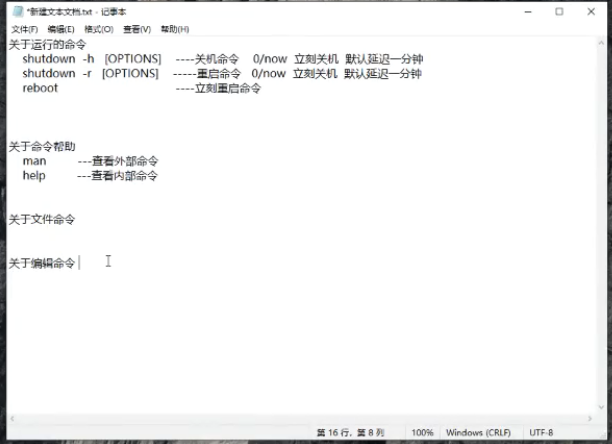 *新建文本文档.txt - 记事本
文件(F) 编辑(E) 格式(O) 查看(V) 帮助(H)
关于运行的命令
shutdown -h [OPTIONS] ----关机命令 0/now 立刻关机 默认延迟一分钟
shutdown -r [OPTIONS] -----重启命令 0/now 立刻关机 默认延迟一分钟
reboot ----立刻重启命令
关于命令帮助
man ---查看外部命令
help ---查看内部命令
关于文件命令
关于编辑命令
第 16 行，第 8 列 100% Windows (CRLF) UTF-8